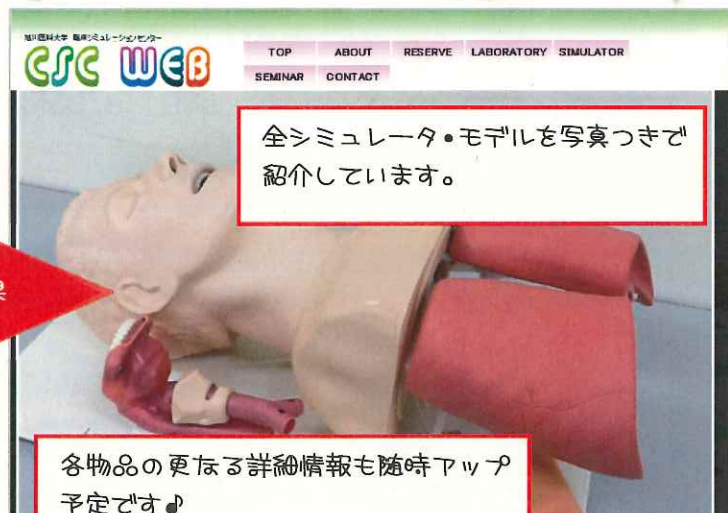 旭川医科大学 臨床シミュレーションセンター
CSC WEB
TOP ABOUT RESERVE LABORATORY SIMULATOR
SEMINAR CONTACT
全シミュレータ・モデルを写真つきで
紹介しています。
果
各物品の更なる詳細情報も随時アップ
予定です♪